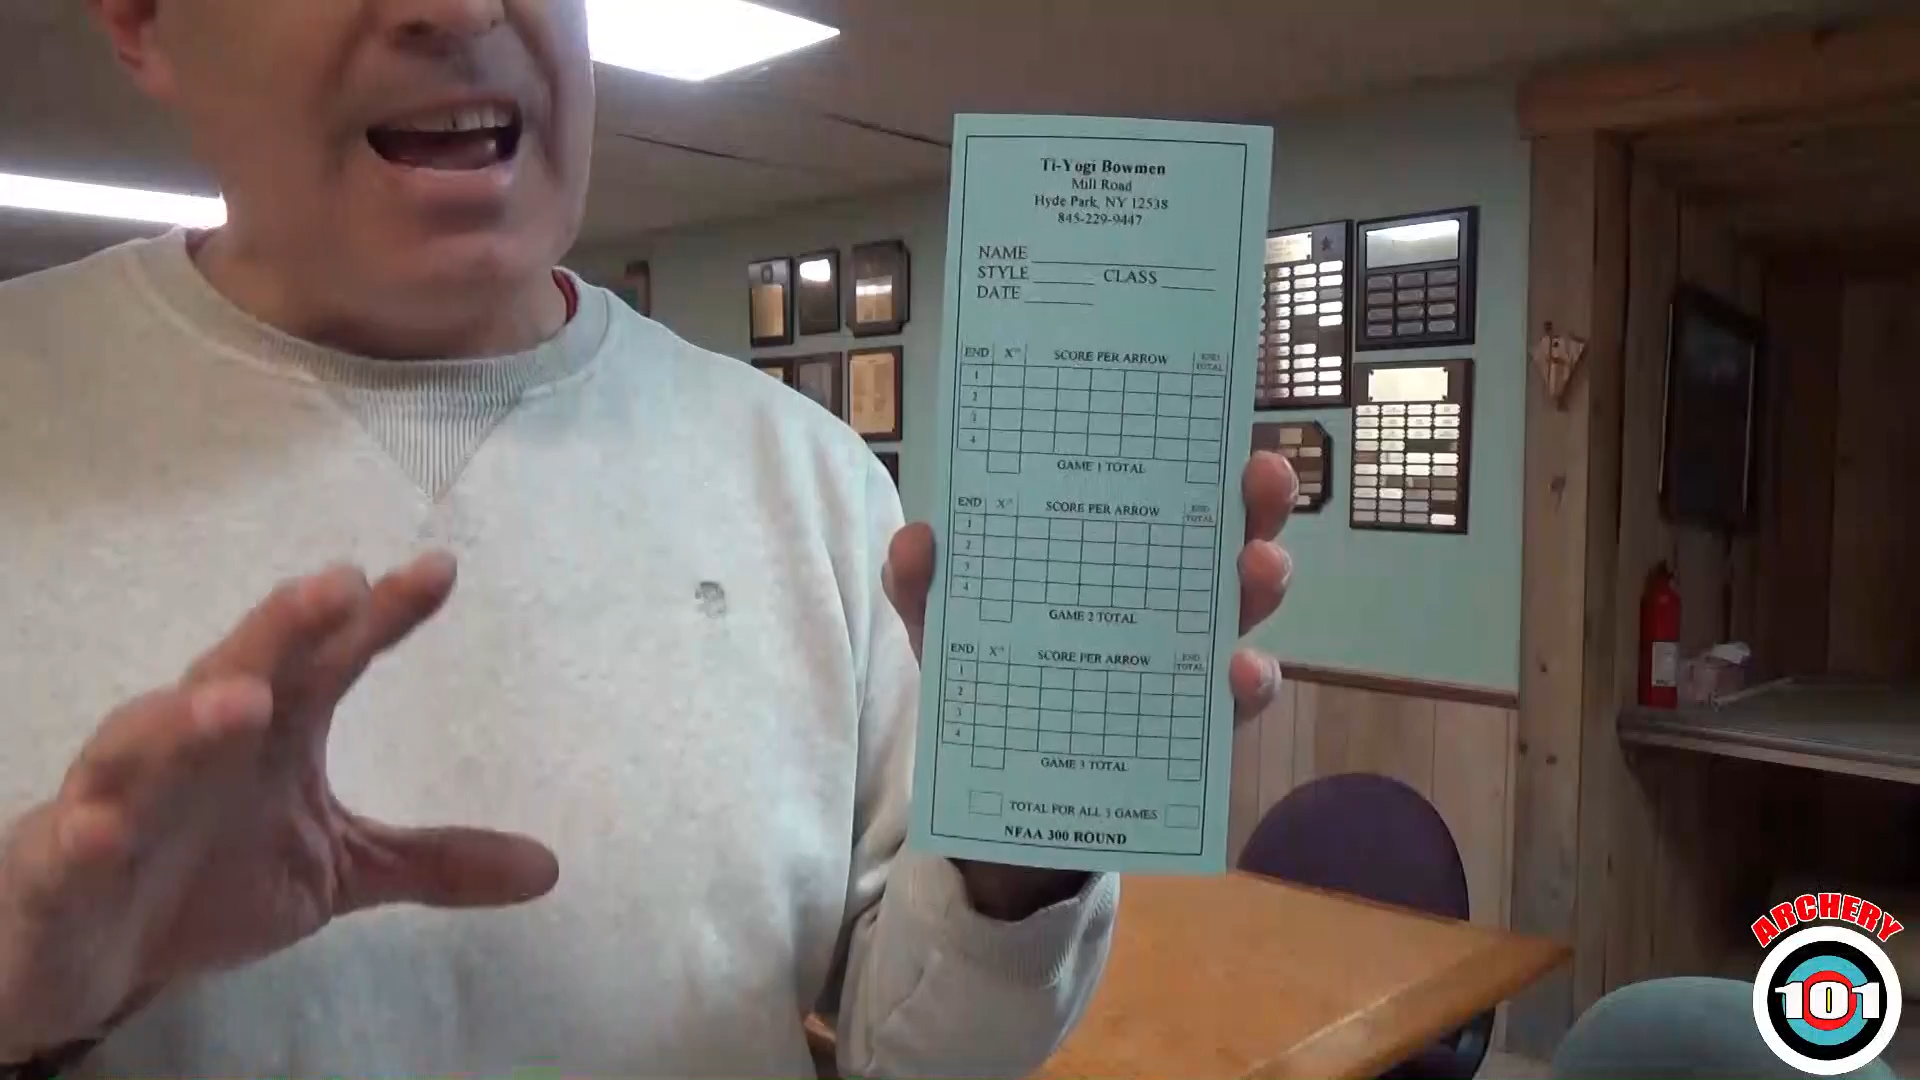 Ti-Yogi Bowmen
Mill Road
Hyde Park, NY 12538
845-229-9447
NAME
STYLE CLASS
DATE
END X'S SCORE PER ARROW END TOTAL
1
2
3
4
GAME 1 TOTAL
END X'S SCORE PER ARROW END TOTAL
1
2
3
4
GAME 2 TOTAL
END X'S SCORE PER ARROW END TOTAL
1
2
3
4
GAME 3 TOTAL
TOTAL FOR ALL 3 GAMES
NFAA 300 ROUND
ARCHERY
101